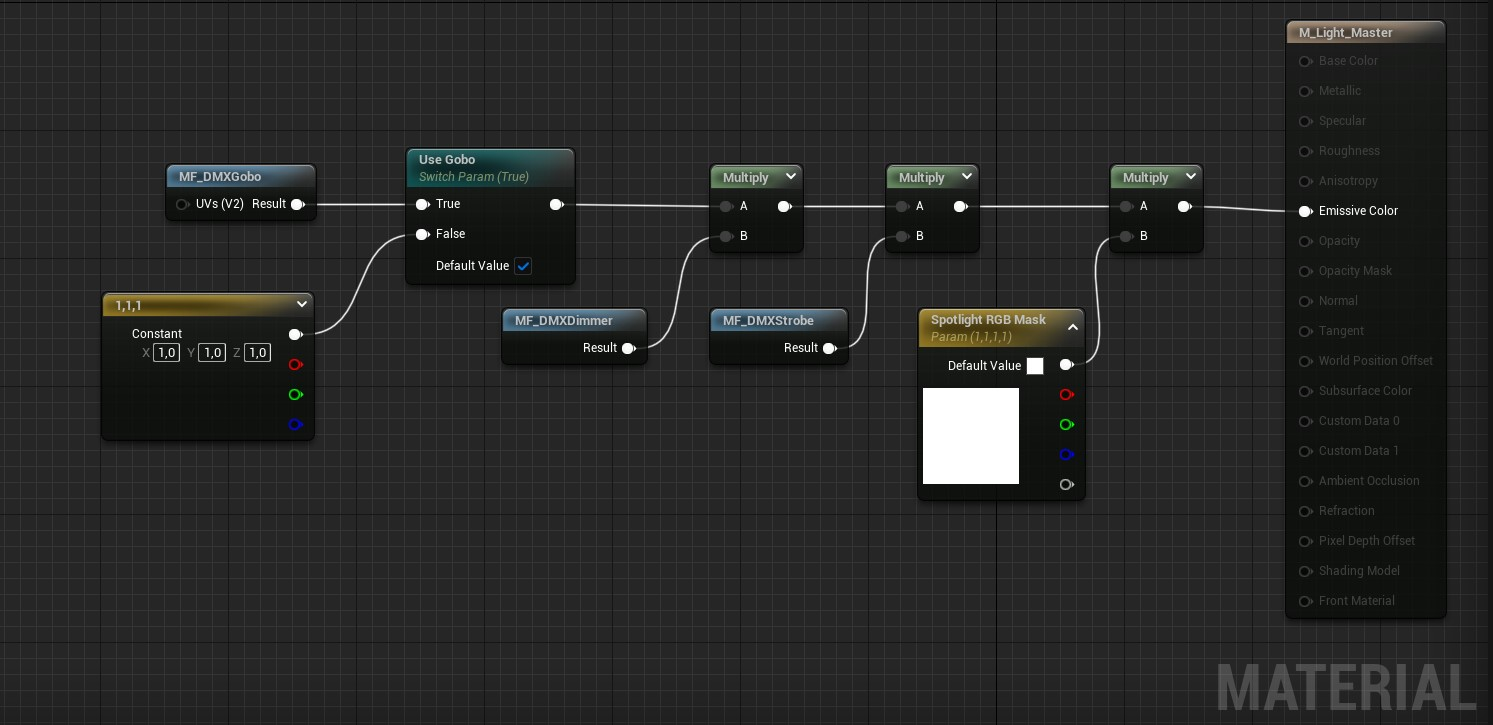 M_Light_Master
Base Color
Metallic
Specular
Roughness
Anisotropy
Emissive Color
Opacity
Opacity Mask
Normal
Tangent
World Position Offset
Subsurface Color
Custom Data 0
Custom Data 1
Ambient Occlusion
Refraction
Pixel Depth Offset
Shading Model
Front Material
MF_DMXGobo
UVs (V2) Result
Use Gobo
Switch Param (True)
True
False
Default Value
1,1,1
Constant
X 1,0 Y 1,0 Z 1,0
Multiply
A
B
Multiply
A
B
Multiply
A
B
MF_DMXDimmer
Result
MF_DMXStrobe
Result
Spotlight RGB Mask
Param (1,1,1,1)
Default Value
MATERIAL